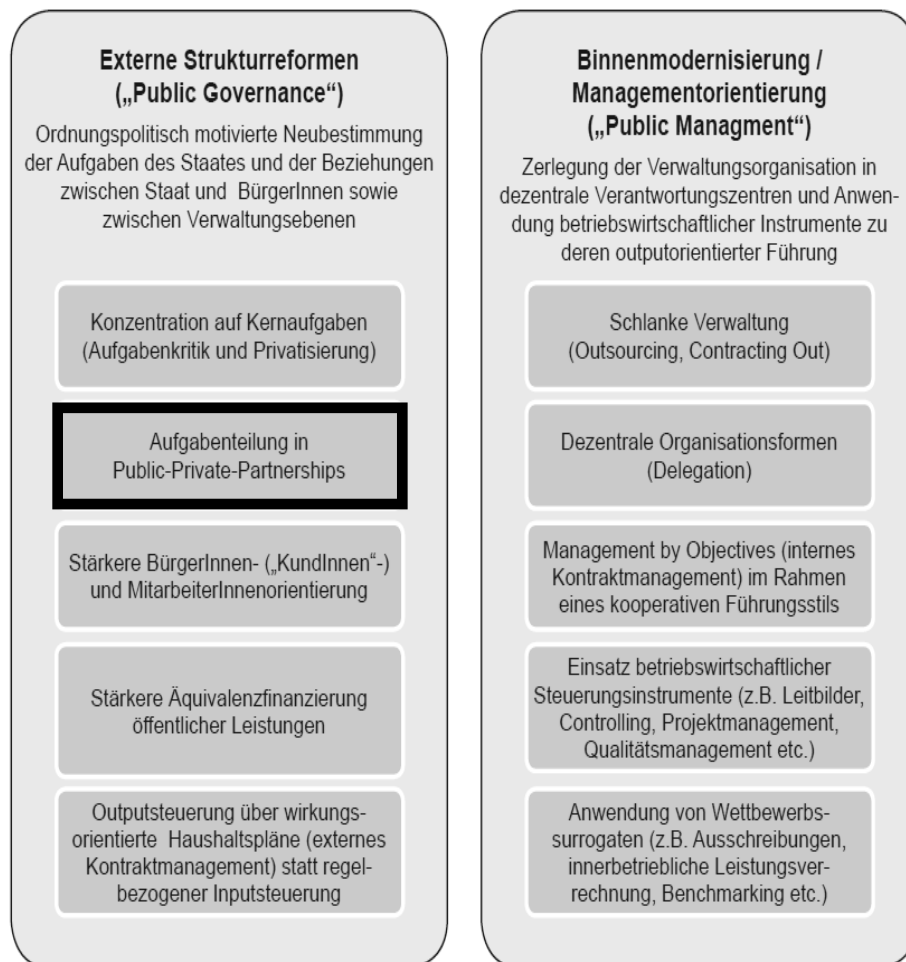 Externe Strukturreformen
(„Public Governance“)
Ordnungspolitisch motivierte Neubestimmung
der Aufgaben des Staates und der Beziehungen
zwischen Staat und BürgerInnen sowie
zwischen Verwaltungsebenen
Konzentration auf Kernaufgaben
(Aufgabenkritik und Privatisierung)
Aufgabenteilung in
Public-Private-Partnerships
Stärkere BürgerInnen- („KundInnen“-)
und MitarbeiterInnenorientierung
Stärkere Äquivalenzfinanzierung
öffentlicher Leistungen
Outputsteuerung über wirkungs-
orientierte Haushaltspläne (externes
Kontraktmanagement) statt regel-
bezogener Inputsteuerung
Binnenmodernisierung /
Managementorientierung
(„Public Managment“)
Zerlegung der Verwaltungsorganisation in
dezentrale Verantwortungszentren und Anwen-
dung betriebswirtschaftlicher Instrumente zu
deren outputorientierter Führung
Schlanke Verwaltung
(Outsourcing, Contracting Out)
Dezentrale Organisationsformen
(Delegation)
Management by Objectives (internes
Kontraktmanagement) im Rahmen
eines kooperativen Führungsstils
Einsatz betriebswirtschaftlicher
Steuerungsinstrumente (z.B. Leitbilder,
Controlling, Projektmanagement,
Qualitätsmanagement etc.)
Anwendung von Wettbewerbs-
surrogaten (z.B. Ausschreibungen,
innerbetriebliche Leistungsver-
rechnung, Benchmarking etc.)